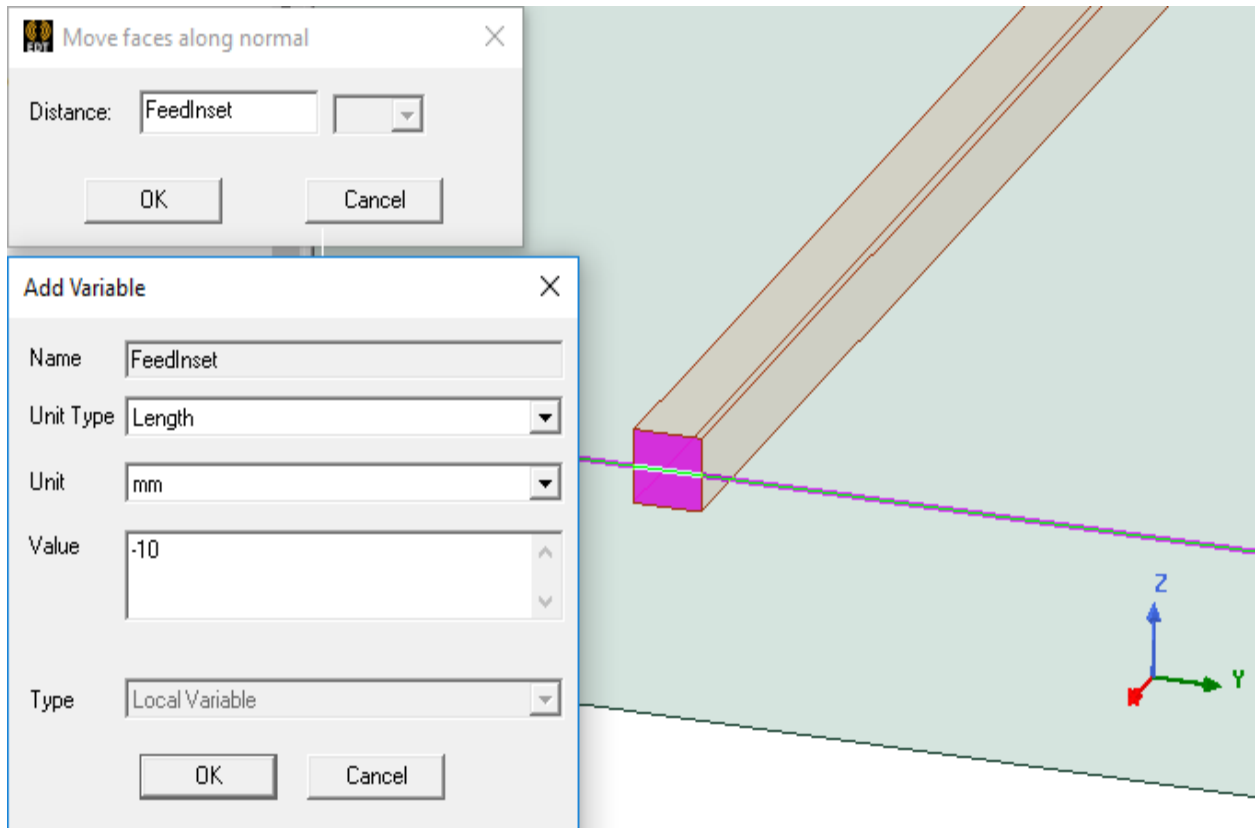 EDT
Move faces along normal
Distance: FeedInset
OK Cancel
Add Variable
Name FeedInset
Unit Type Length
Unit mm
Value -10
Type Local Variable
OK Cancel
Z
Y